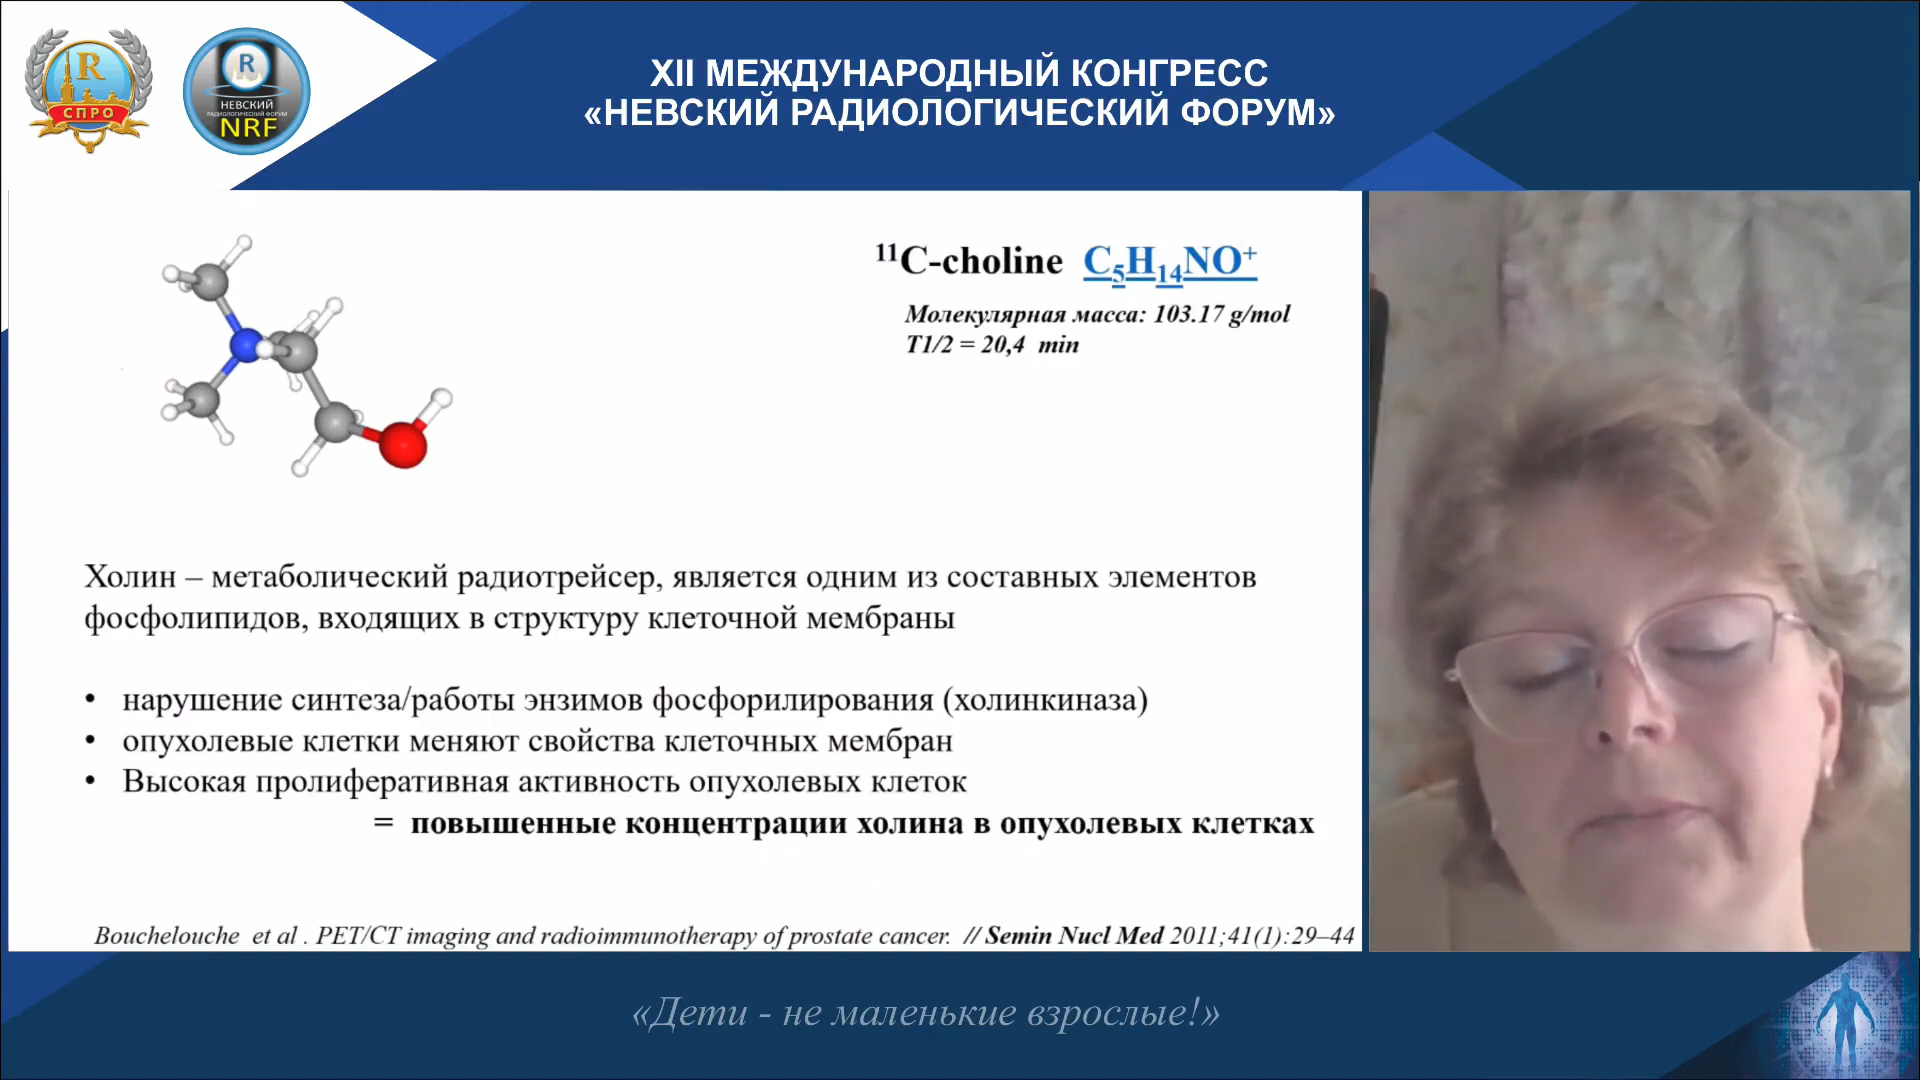 R
СПРО
R
НЕВСКИЙ
РАДИОЛОГИЧЕСКИЙ ФОРУМ
NRF
XII МЕЖДУНАРОДНЫЙ КОНГРЕСС
«НЕВСКИЙ РАДИОЛОГИЧЕСКИЙ ФОРУМ»
¹¹C-choline C₅H₁₄NO⁺
Молекулярная масса: 103.17 g/mol
T1/2 = 20,4 min
Холин – метаболический радиотрейсер, является одним из составных элементов
фосфолипидов, входящих в структуру клеточной мембраны
• нарушение синтеза/работы энзимов фосфорилирования (холинкиназа)
• опухолевые клетки меняют свойства клеточных мембран
• Высокая пролиферативная активность опухолевых клеток
= повышенные концентрации холина в опухолевых клетках
Bouchelouche et al . PET/CT imaging and radioimmunotherapy of prostate cancer. // Semin Nucl Med 2011;41(1):29–44
«Дети - не маленькие взрослые!»